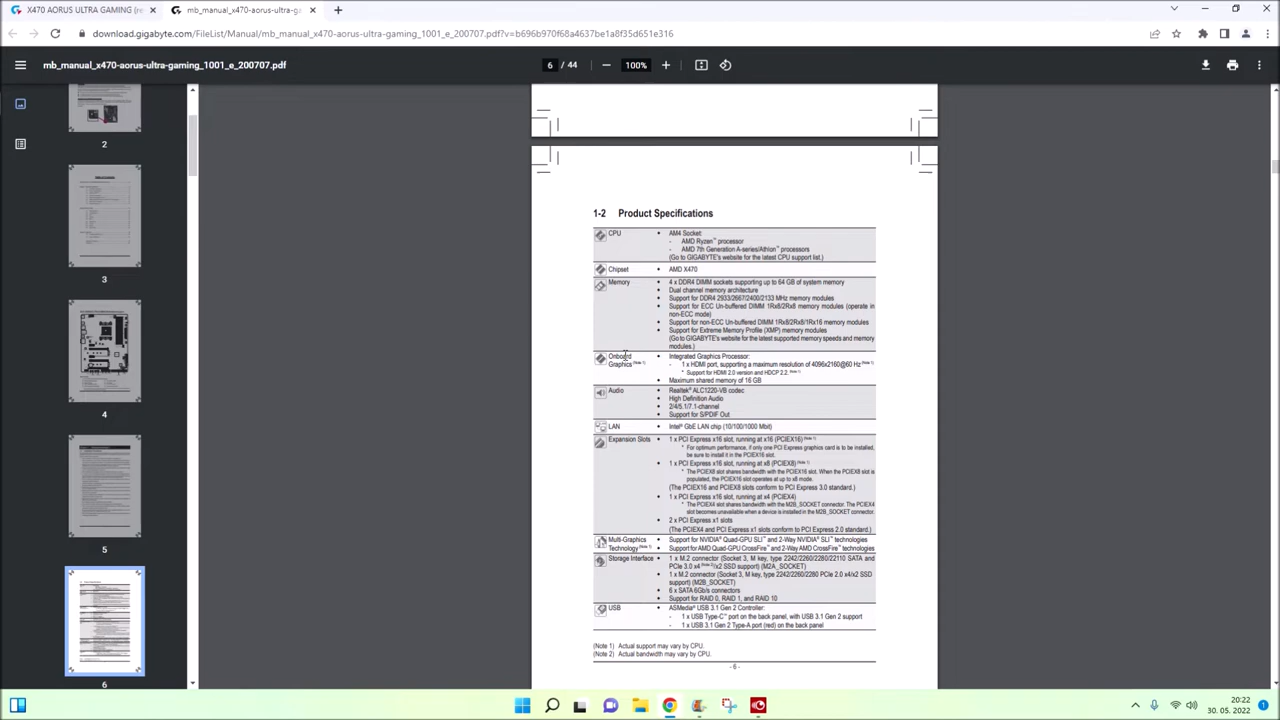 X470 AORUS ULTRA GAMING (re
mb_manual_x470-aorus-ultra-ga
download.gigabyte.com/FileList/Manual/mb_manual_x470-aorus-ultra-gaming_1001_e_200707.pdf?v=b696b970f68a4637be1a8f35d651e316
mb_manual_x470-aorus-ultra-gaming_1001_e_200707.pdf
6 / 44
100%
2
3
4
5
6
1-2 Product Specifications
CPU
• AM4 Socket:
- AMD Ryzen™ processor
- AMD 7th Generation A-series/Athlon™ processors
(Go to GIGABYTE's website for the latest CPU support list.)
Chipset
• AMD X470
Memory
• 4 x DDR4 DIMM sockets supporting up to 64 GB of system memory
• Dual channel memory architecture
• Support for DDR4 2933/2667/2400/2133 MHz memory modules
• Support for ECC Un-buffered DIMM 1Rx8/2Rx8 memory modules (operate in
non-ECC mode)
• Support for non-ECC Un-buffered DIMM 1Rx8/2Rx8/1Rx16 memory modules
• Support for Extreme Memory Profile (XMP) memory modules
(Go to GIGABYTE's website for the latest supported memory speeds and memory
modules.)
Onboard
Graphics (Note 1)
• Integrated Graphics Processor:
- 1 x HDMI port, supporting a maximum resolution of 4096x2160@60 Hz (Note 1)
* Support for HDMI 2.0 version and HDCP 2.2. (Note 1)
• Maximum shared memory of 16 GB
Audio
• Realtek® ALC1220-VB codec
• High Definition Audio
• 2/4/5.1/7.1-channel
• Support for S/PDIF Out
LAN
• Intel® GbE LAN chip (10/100/1000 Mbit)
Expansion Slots
• 1 x PCI Express x16 slot, running at x16 (PCIEX16) (Note 1)
* For optimum performance, if only one PCI Express graphics card is to be installed,
be sure to install it in the PCIEX16 slot.
• 1 x PCI Express x16 slot, running at x8 (PCIEX8) (Note 1)
* The PCIEX8 slot shares bandwidth with the PCIEX16 slot. When the PCIEX8 slot is
populated, the PCIEX16 slot operates at up to x8 mode.
(The PCIEX16 and PCIEX8 slots conform to PCI Express 3.0 standard.)
• 1 x PCI Express x16 slot, running at x4 (PCIEX4)
* The PCIEX4 slot shares bandwidth with the M2B_SOCKET connector. The PCIEX4
slot becomes unavailable when a device is installed in the M2B_SOCKET connector.
• 2 x PCI Express x1 slots
(The PCIEX4 and PCI Express x1 slots conform to PCI Express 2.0 standard.)
Multi-Graphics
Technology (Note 1)
• Support for NVIDIA® Quad-GPU SLI™ and 2-Way NVIDIA® SLI™ technologies
• Support for AMD Quad-GPU CrossFire™ and 2-Way AMD CrossFire™ technologies
Storage Interface
• 1 x M.2 connector (Socket 3, M key, type 2242/2260/2280/22110 SATA and
PCIe 3.0 x4 (Note 2)/x2 SSD support) (M2A_SOCKET)
• 1 x M.2 connector (Socket 3, M key, type 2242/2260/2280 PCIe 2.0 x4/x2 SSD
support) (M2B_SOCKET)
• 6 x SATA 6Gb/s connectors
• Support for RAID 0, RAID 1, and RAID 10
USB
• ASMedia® USB 3.1 Gen 2 Controller:
- 1 x USB Type-C™ port on the back panel, with USB 3.1 Gen 2 support
- 1 x USB 3.1 Gen 2 Type-A port (red) on the back panel
(Note 1) Actual support may vary by CPU.
(Note 2) Actual bandwidth may vary by CPU.
- 6 -
20:22
30. 05. 2022
1